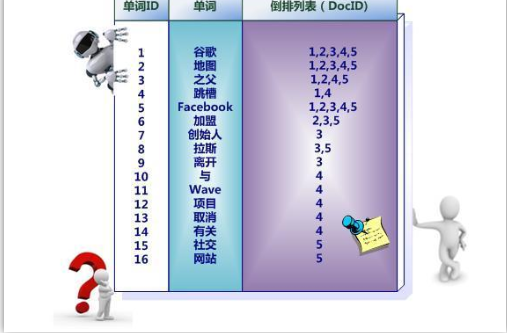 单词ID 单词 倒排列表（DocID)
1 谷歌 1,2,3,4,5
2 地图 1,2,3,4,5
3 之父 1,2,4,5
4 跳槽 1,4
5 Facebook 1,2,3,4,5
6 加盟 2,3,5
7 创始人 3
8 拉斯 3,5
9 离开 3
10 与 4
11 Wave 4
12 项目 4
13 取消 4
14 有关 4
15 社交 5
16 网站 5